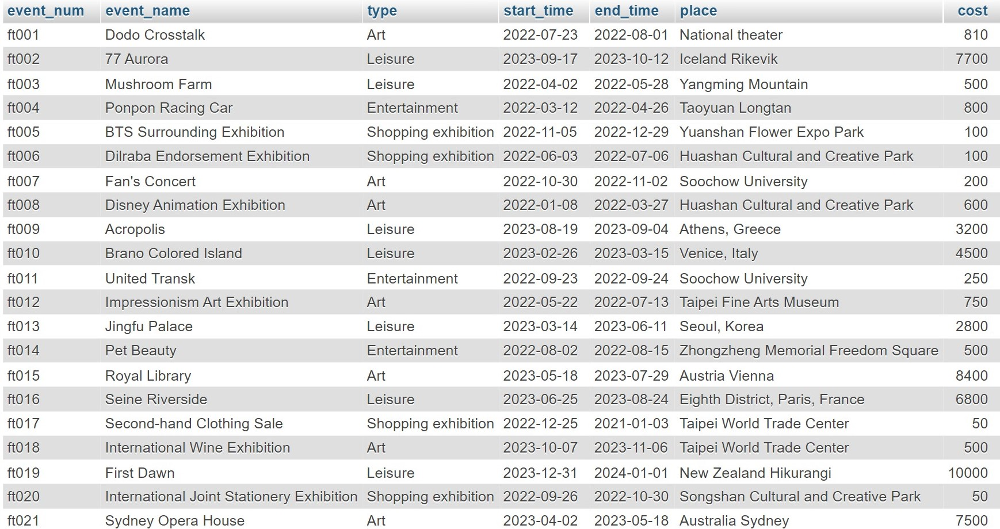 event_num event_name type start_time end_time place cost
ft001 Dodo Crosstalk Art 2022-07-23 2022-08-01 National theater 810
ft002 77 Aurora Leisure 2023-09-17 2023-10-12 Iceland Rikevik 7700
ft003 Mushroom Farm Leisure 2022-04-02 2022-05-28 Yangming Mountain 500
ft004 Ponpon Racing Car Entertainment 2022-03-12 2022-04-26 Taoyuan Longtan 800
ft005 BTS Surrounding Exhibition Shopping exhibition 2022-11-05 2022-12-29 Yuanshan Flower Expo Park 100
ft006 Dilraba Endorsement Exhibition Shopping exhibition 2022-06-03 2022-07-06 Huashan Cultural and Creative Park 100
ft007 Fan's Concert Art 2022-10-30 2022-11-02 Soochow University 200
ft008 Disney Animation Exhibition Art 2022-01-08 2022-03-27 Huashan Cultural and Creative Park 600
ft009 Acropolis Leisure 2023-08-19 2023-09-04 Athens, Greece 3200
ft010 Brano Colored Island Leisure 2023-02-26 2023-03-15 Venice, Italy 4500
ft011 United Transk Entertainment 2022-09-23 2022-09-24 Soochow University 250
ft012 Impressionism Art Exhibition Art 2022-05-22 2022-07-13 Taipei Fine Arts Museum 750
ft013 Jingfu Palace Leisure 2023-03-14 2023-06-11 Seoul, Korea 2800
ft014 Pet Beauty Entertainment 2022-08-02 2022-08-15 Zhongzheng Memorial Freedom Square 500
ft015 Royal Library Art 2023-05-18 2023-07-29 Austria Vienna 8400
ft016 Seine Riverside Leisure 2023-06-25 2023-08-24 Eighth District, Paris, France 6800
ft017 Second-hand Clothing Sale Shopping exhibition 2022-12-25 2021-01-03 Taipei World Trade Center 50
ft018 International Wine Exhibition Art 2023-10-07 2023-11-06 Taipei World Trade Center 500
ft019 First Dawn Leisure 2023-12-31 2024-01-01 New Zealand Hikurangi 10000
ft020 International Joint Stationery Exhibition Shopping exhibition 2022-09-26 2022-10-30 Songshan Cultural and Creative Park 50
ft021 Sydney Opera House Art 2023-04-02 2023-05-18 Australia Sydney 7500